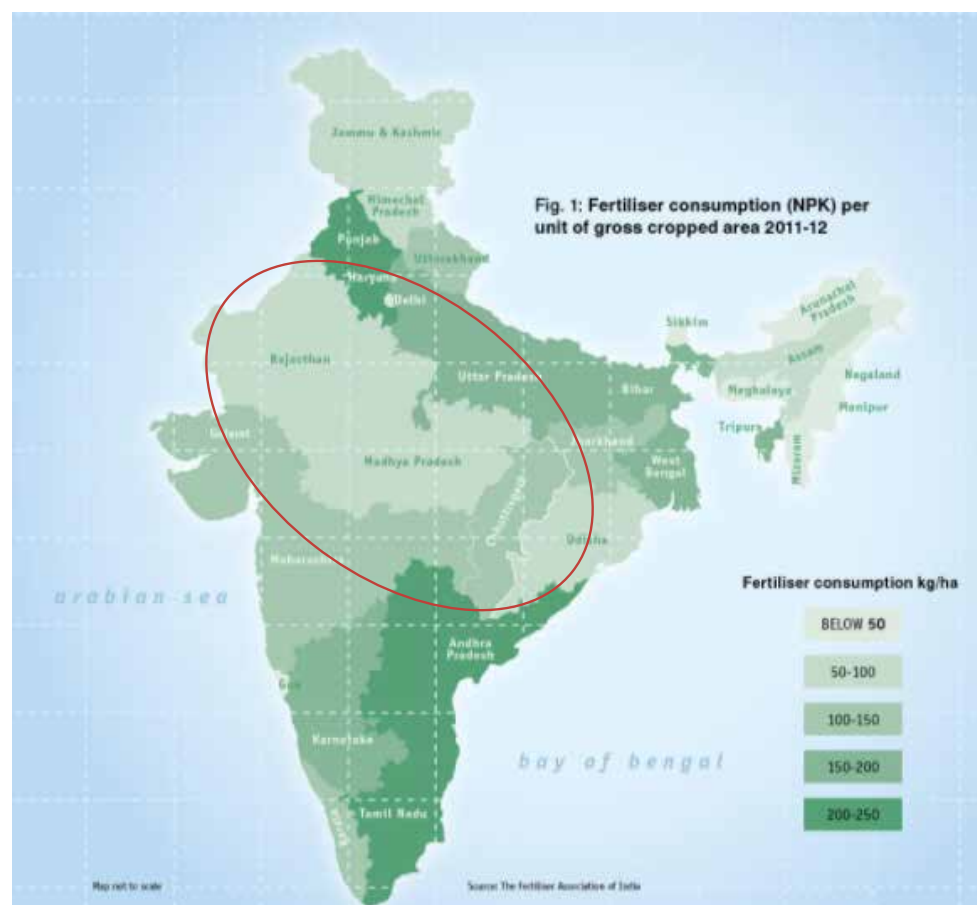 Jammu & Kashmir
Himachal
Pradesh
Fig. 1: Fertiliser consumption (NPK) per
unit of gross cropped area 2011-12
Punjab
Uttarakhand
Haryana
Delhi
Arunachal
Pradesh
Sikkim
Rajasthan
Assam
Uttar Pradesh
Bihar
Nagaland
Meghalaya
Manipur
Tripura
Gujarat
Jharkhand
Madhya Pradesh
West
Bengal
Mizoram
Chhattisgarh
Odisha
Maharashtra
Fertiliser consumption kg/ha
arabian sea
BELOW 50
Andhra
Pradesh
50-100
Goa
100-150
Karnataka
bay of bengal
150-200
Kerala
Tamil Nadu
200-250
Map not to scale
Source: The Fertiliser Association of India